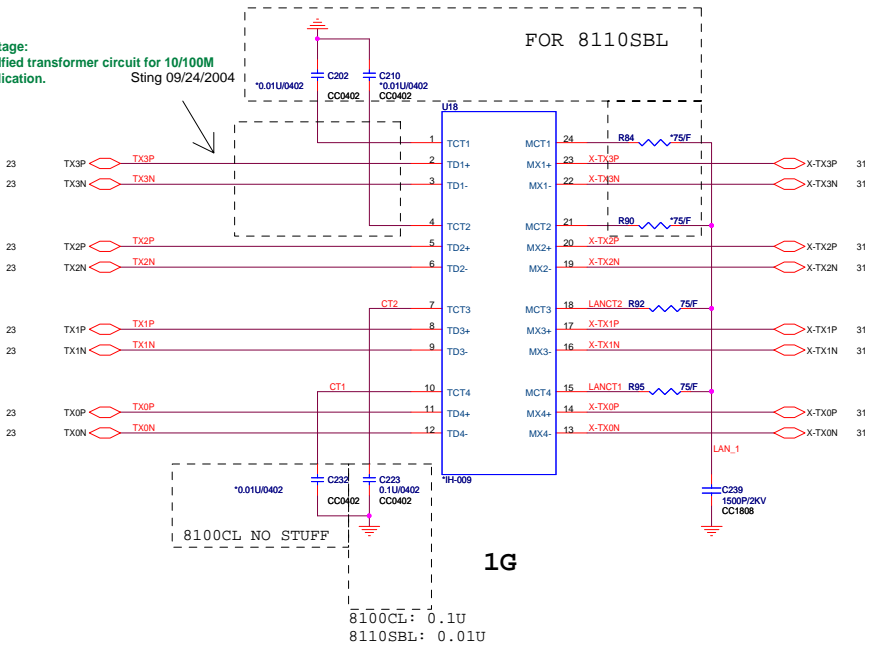 tage:
lfied transformer circuit for 10/100M
lication.
Sting 09/24/2004
FOR 8110SBL
C202
*0.01U/0402
CC0402
C210
*0.01U/0402
CC0402
U18
1 TCT1 MCT1 24 R84 *75/F
23 TX3P TX3P 2 TD1+ MX1+ 23 X-TX3P X-TX3P 31
23 TX3N TX3N 3 TD1- MX1- 22 X-TX3N X-TX3N 31
4 TCT2 MCT2 21 R90 *75/F
23 TX2P TX2P 5 TD2+ MX2+ 20 X-TX2P X-TX2P 31
23 TX2N TX2N 6 TD2- MX2- 19 X-TX2N X-TX2N 31
CT2 7 TCT3 MCT3 18 LANCT2 R92 75/F
23 TX1P TX1P 8 TD3+ MX3+ 17 X-TX1P X-TX1P 31
23 TX1N TX1N 9 TD3- MX3- 16 X-TX1N X-TX1N 31
CT1 10 TCT4 MCT4 15 LANCT1 R95 75/F
23 TX0P TX0P 11 TD4+ MX4+ 14 X-TX0P X-TX0P 31
23 TX0N TX0N 12 TD4- MX4- 13 X-TX0N X-TX0N 31
LAN_1
*IH-009
C232
*0.01U/0402
CC0402
C223
0.1U/0402
CC0402
C239
1500P/2KV
CC1808
8100CL NO STUFF
1G
8100CL: 0.1U
8110SBL: 0.01U